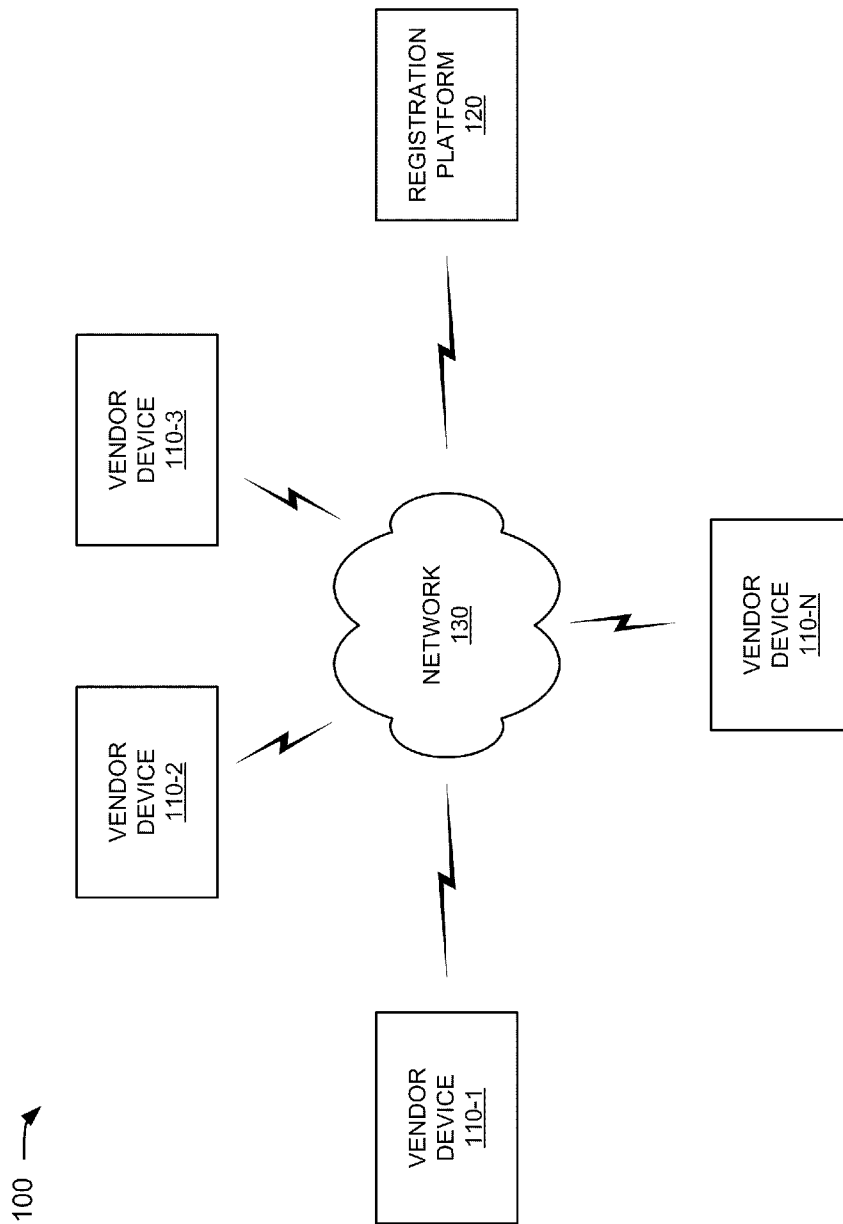 100
VENDOR
DEVICE
110-2
VENDOR
DEVICE
110-3
VENDOR
DEVICE
110-1
NETWORK
130
REGISTRATION
PLATFORM
120
VENDOR
DEVICE
110-N